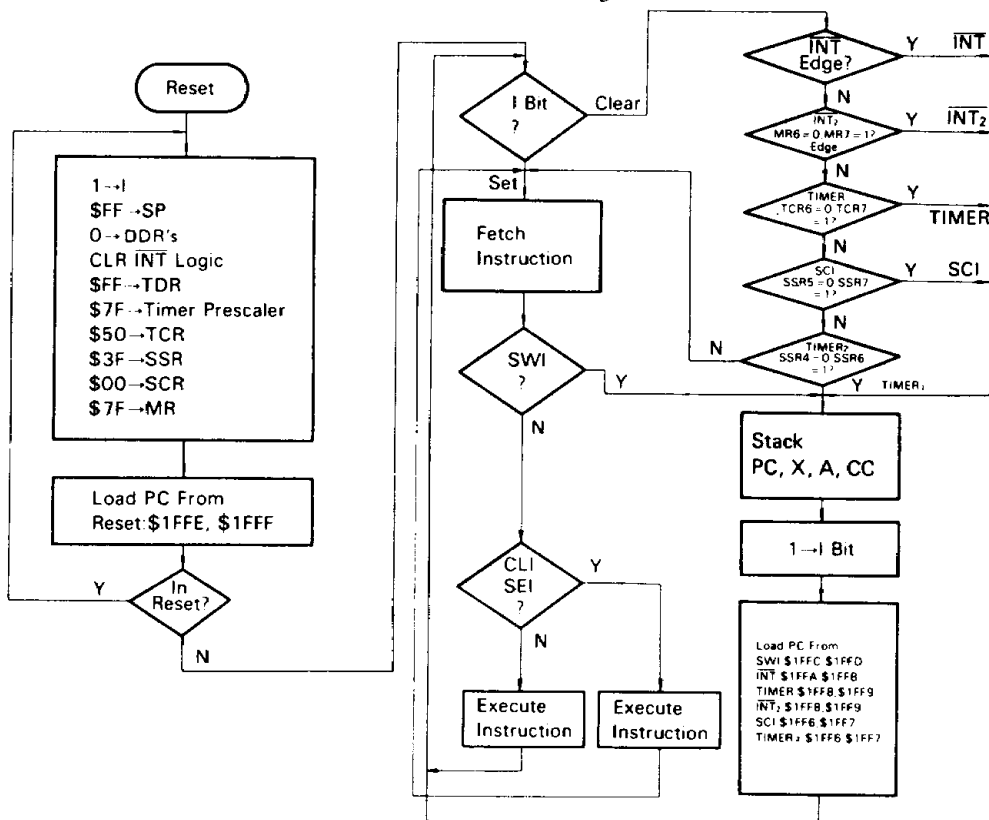 Reset
1→I
$FF→SP
0→DDR's
CLR INT Logic
$FF→TDR
$7F→Timer Prescaler
$50→TCR
$3F→SSR
$00→SCR
$7F→MR
Load PC From
Reset:$1FFE, $1FFF
In
Reset?
Y
N
I Bit
?
Clear
Set
Fetch
Instruction
SWI
?
Y
N
CLI
SEI
?
Y
N
Execute
Instruction
Execute
Instruction
INT
Edge?
Y
INT
N
INT₂
MR6=0.MR7=1?
Edge
Y
INT₂
N
TIMER
.TCR6=0.TCR7
=1?
Y
TIMER
N
SCI
SSR5=0.SSR7
=1?
Y
SCI
N
TIMER₂
SSR4=0.SSR6
=1?
N
Y
TIMER₂
Stack
PC, X, A, CC
1→I Bit
Load PC From
SWI $1FFC $1FFD
INT $1FFA $1FFB
TIMER $1FF8,$1FF9
INT₂ $1FF8,$1FF9
SCI $1FF6 $1FF7
TIMER₂ $1FF6 $1FF7